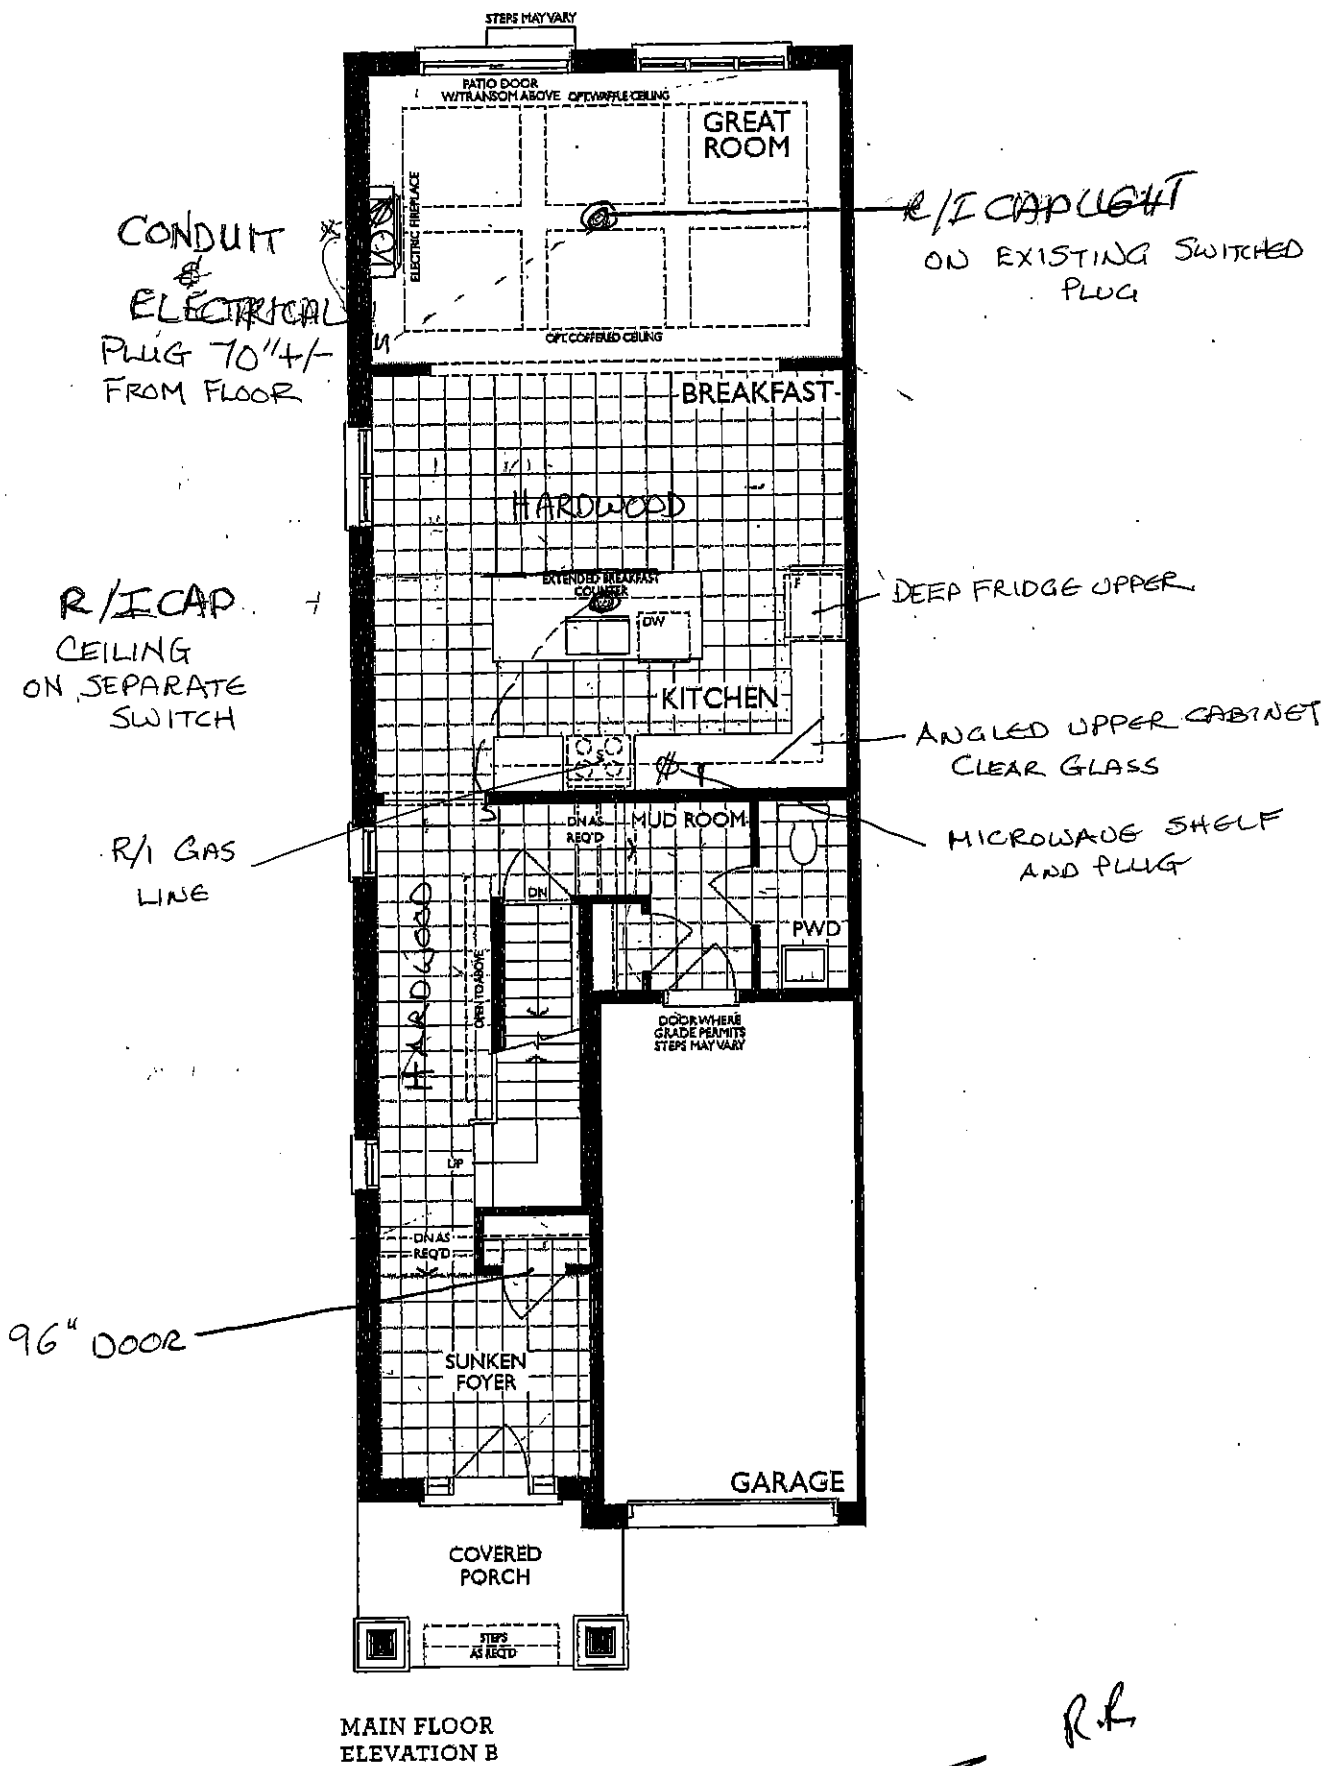 STEPS MAY VARY
PATIO DOOR
W/TRANSOM ABOVE OPT. WAFFLE CEILING
GREAT
ROOM
ELECTRIC FIREPLACE
OPT. COFFERED CEILING
R/I CAP LIGHT
ON EXISTING SWITCHED
PLUG
CONDUIT
&
ELECTRICAL
PLUG 70"+/-
FROM FLOOR
BREAKFAST
HARDWOOD
EXTENDED BREAKFAST
COUNTER
DW
F
DEEP FRIDGE UPPER
R/I CAP
CEILING
ON SEPARATE
SWITCH
KITCHEN
S
ANGLED UPPER CABINET
CLEAR GLASS
MICROWAVE SHELF
AND PLUG
R/I GAS
LINE
S
DN AS
REQ'D
MUD ROOM
DN
PWD
HARDWOOD
OPEN TO ABOVE
DOOR WHERE
GRADE PERMITS
STEPS MAY VARY
UP
DN AS
REQ'D
96" DOOR
SUNKEN
FOYER
GARAGE
COVERED
PORCH
STEPS
AS REQ'D
MAIN FLOOR
ELEVATION B